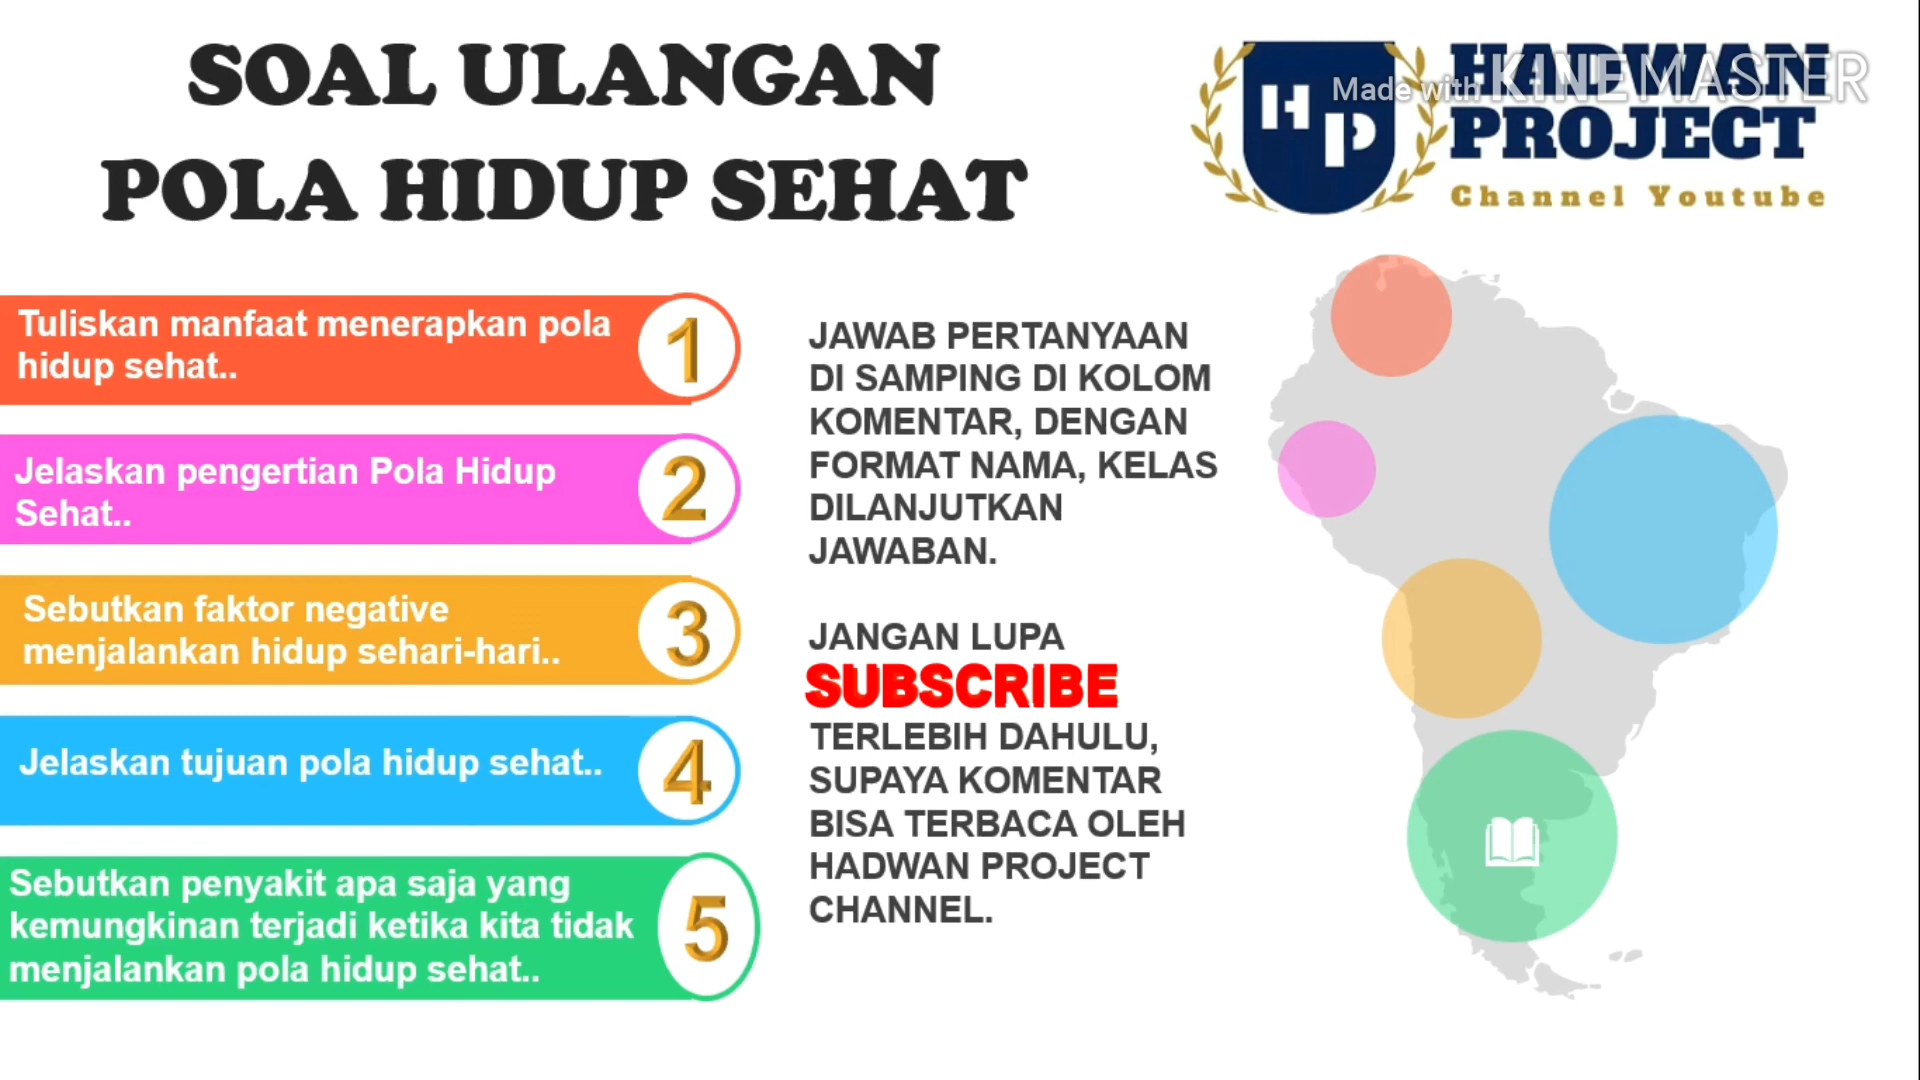 SOAL ULANGAN
POLA HIDUP SEHAT
HP
HADWAN
PROJECT
Channel Youtube
Made with KINEMASTER
Tuliskan manfaat menerapkan pola
hidup sehat..
1
Jelaskan pengertian Pola Hidup
Sehat..
2
Sebutkan faktor negative
menjalankan hidup sehari-hari..
3
Jelaskan tujuan pola hidup sehat..
4
Sebutkan penyakit apa saja yang
kemungkinan terjadi ketika kita tidak
menjalankan pola hidup sehat..
5
JAWAB PERTANYAAN
DI SAMPING DI KOLOM
KOMENTAR, DENGAN
FORMAT NAMA, KELAS
DILANJUTKAN
JAWABAN.
JANGAN LUPA
SUBSCRIBE
TERLEBIH DAHULU,
SUPAYA KOMENTAR
BISA TERBACA OLEH
HADWAN PROJECT
CHANNEL.